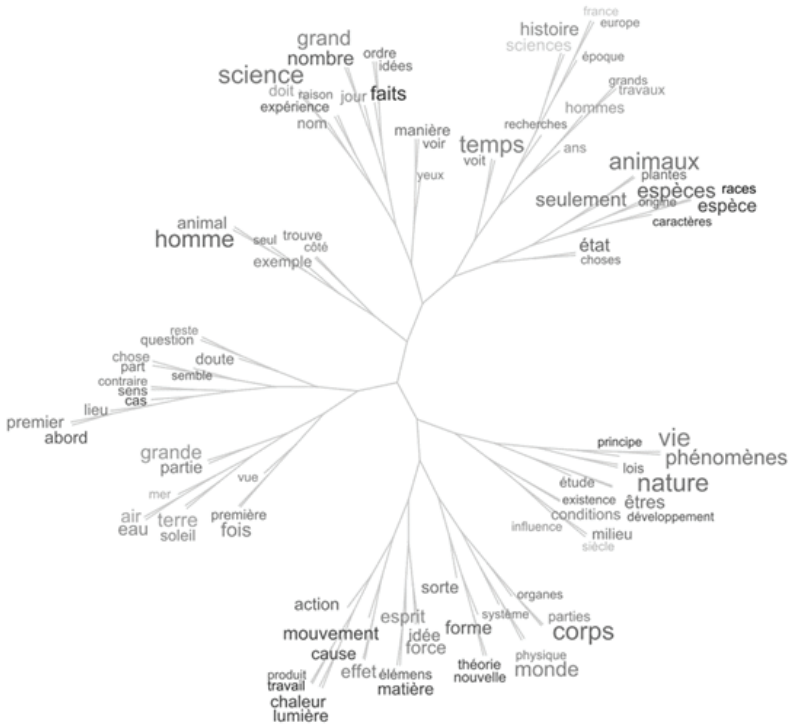 france
europe
histoire
sciences
époque
grands
travaux
hommes
recherches
ans
temps
voit
grand
nombre
ordre
idées
science
doit
raison
jour
faits
expérience
nom
manière
voir
yeux
animaux
plantes
espèces
races
seulement
origine
espèce
caractères
état
choses
animal
homme
seul
trouve
côté
exemple
reste
question
chose
part
doute
semble
contraire
sens
cas
lieu
premier
abord
grande
partie
vue
mer
air
eau
terre
soleil
première
fois
principe
vie
phénomènes
lois
étude
nature
existence
êtres
conditions
développement
influence
milieu
siècle
action
mouvement
cause
effet
produit
travail
chaleur
lumière
esprit
idée
force
élémens
matière
sorte
forme
théorie
nouvelle
organes
système
parties
corps
physique
monde